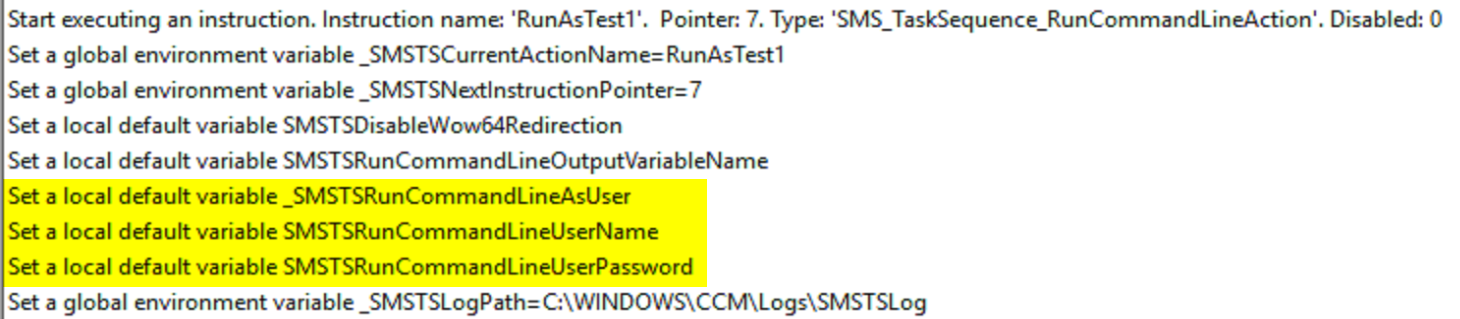 Start executing an instruction. Instruction name: 'RunAsTest1'.  Pointer: 7. Type: 'SMS_TaskSequence_RunCommandLineAction'. Disabled: 0
Set a global environment variable _SMSTSCurrentActionName=RunAsTest1
Set a global environment variable _SMSTSNextInstructionPointer=7
Set a local default variable SMSTSDisableWow64Redirection
Set a local default variable SMSTSRunCommandLineOutputVariableName
Set a local default variable _SMSTSRunCommandLineAsUser
Set a local default variable SMSTSRunCommandLineUserName
Set a local default variable SMSTSRunCommandLineUserPassword
Set a global environment variable _SMSTSLogPath=C:\WINDOWS\CCM\Logs\SMSTSLog